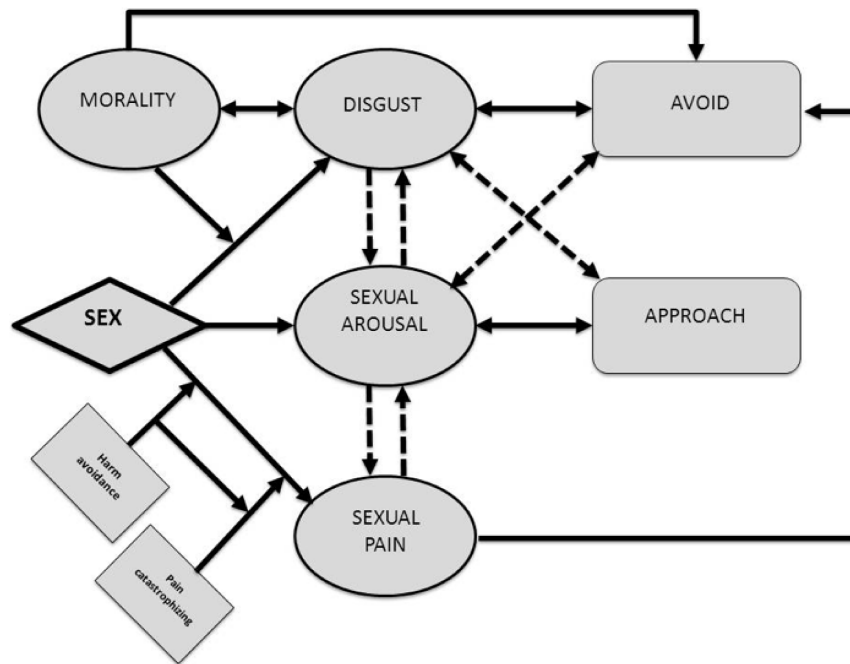 MORALITY
DISGUST
AVOID
SEX
SEXUAL
AROUSAL
APPROACH
Harm
avoidance
SEXUAL
PAIN
Pain
catastrophizing